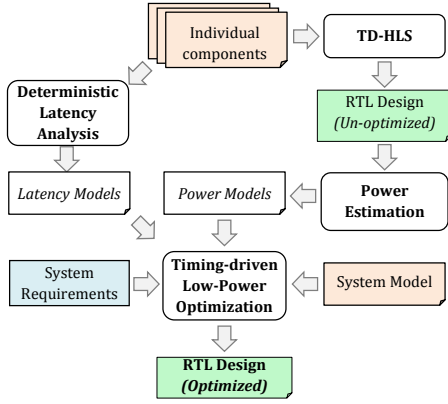 Individual
components
TD-HLS
Deterministic
Latency
Analysis
RTL Design
(Un-optimized)
Latency Models
Power Models
Power
Estimation
System
Requirements
Timing-driven
Low-Power
Optimization
System Model
RTL Design
(Optimized)